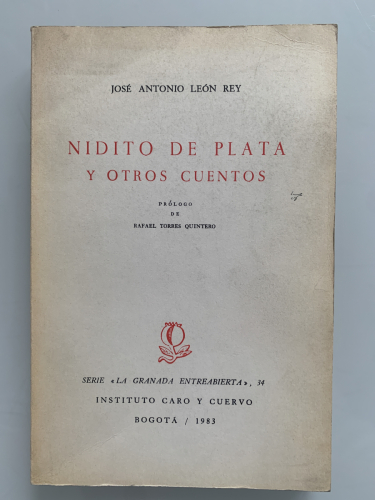 JOSÉ ANTONIO LEÓN REY
NIDITO DE PLATA
Y OTROS CUENTOS
PRÓLOGO
DE
RAFAEL TORRES QUINTERO
SERIE «LA GRANADA ENTREABIERTA», 34
INSTITUTO CARO Y CUERVO
BOGOTÁ / 1983